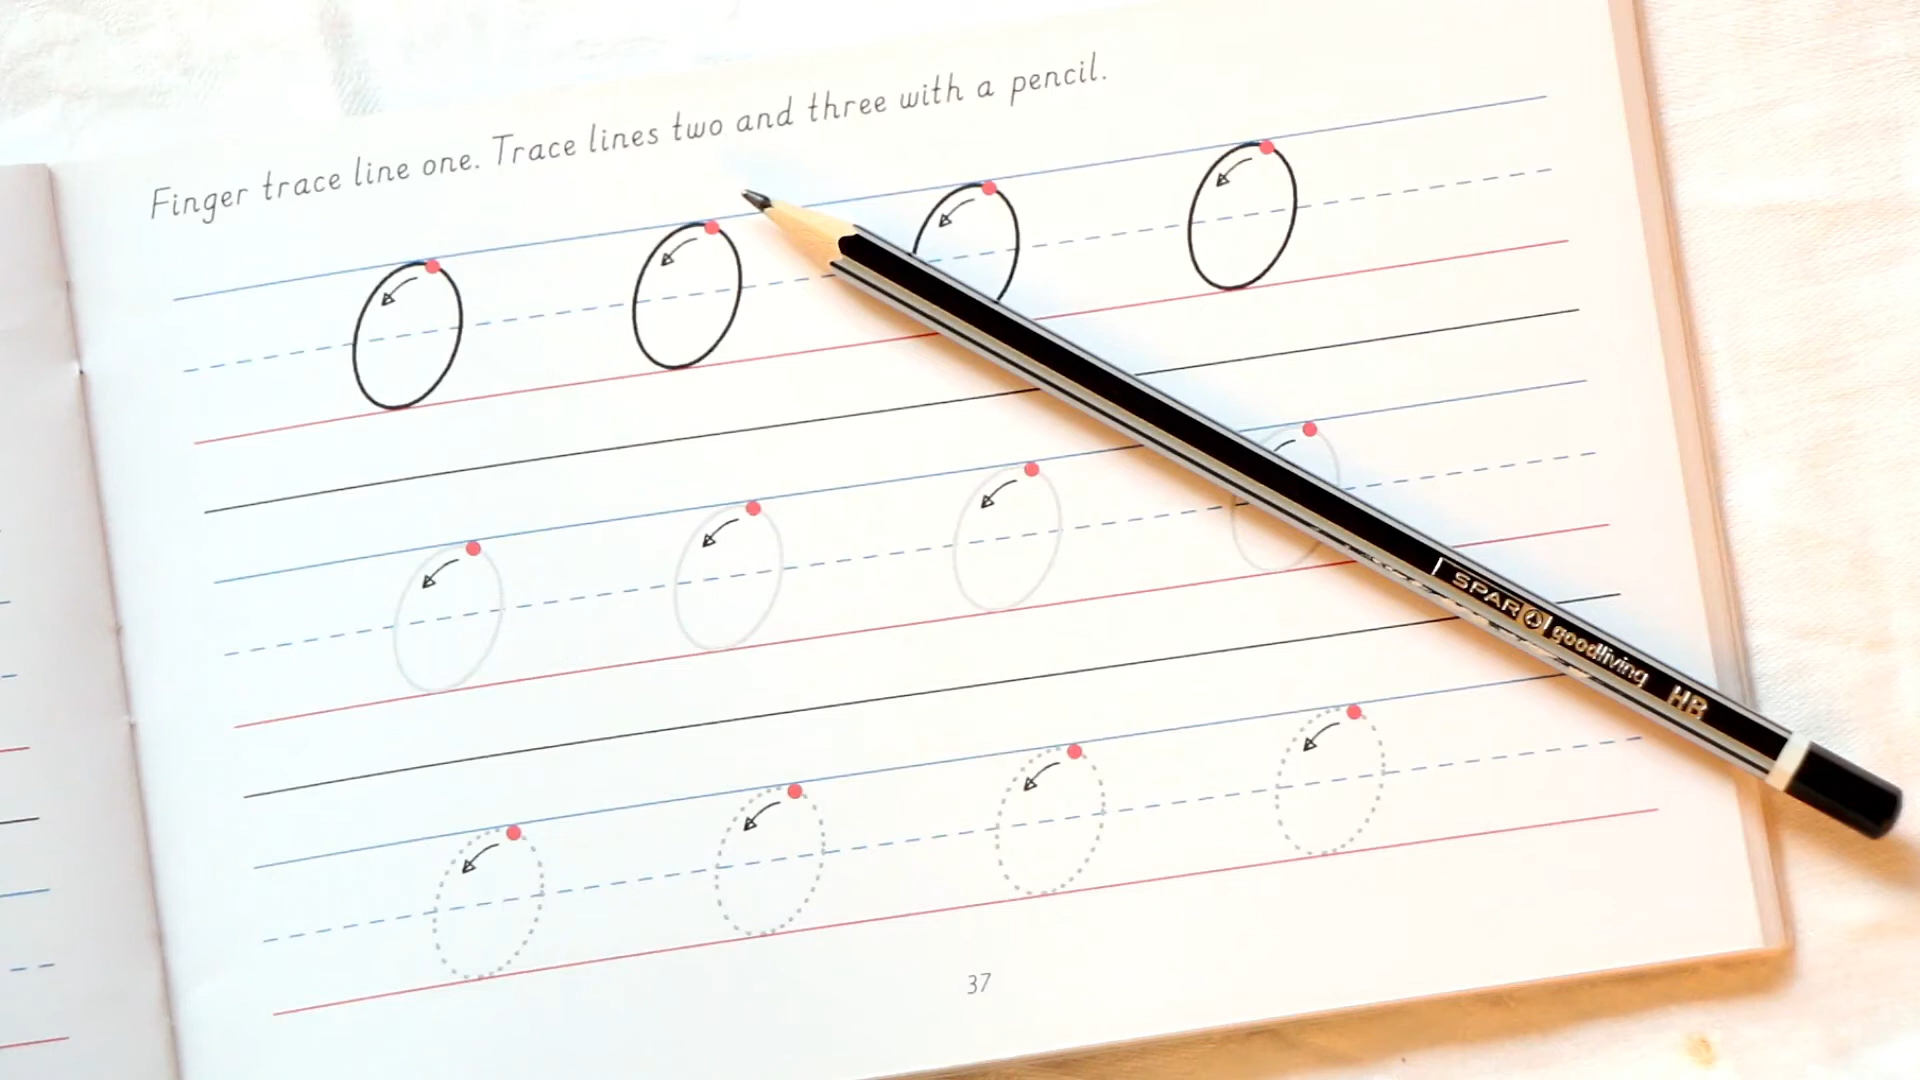 Finger trace line one. Trace lines two and three with a pencil.
O O O O
O O O O
O O O O
SPAR goodliving HB
37